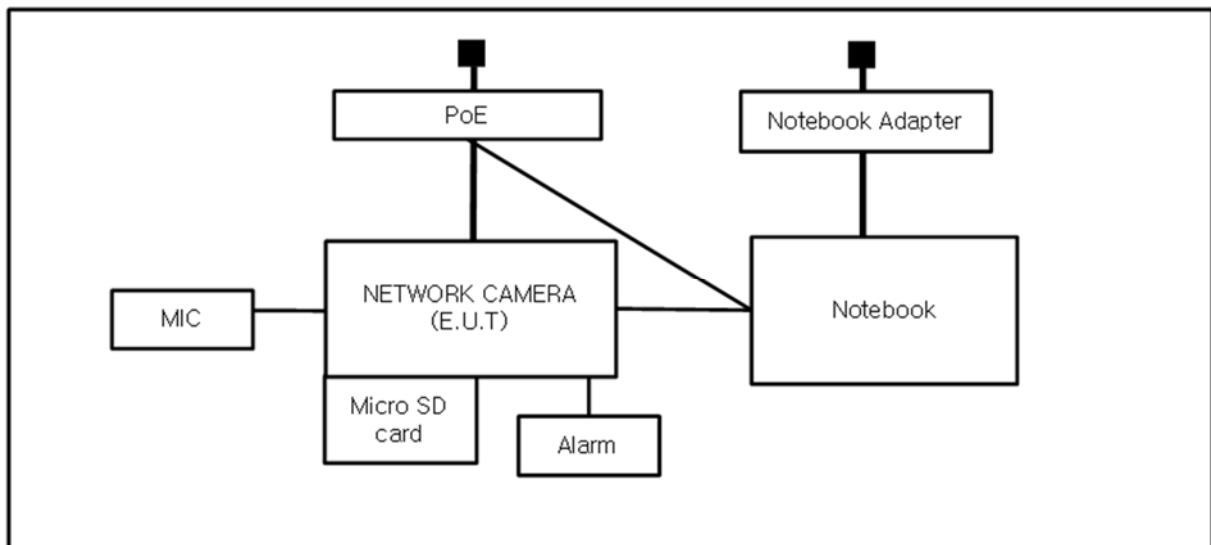 PoE
Notebook Adapter
NETWORK CAMERA
(E.U.T)
Notebook
MIC
Micro SD
card
Alarm